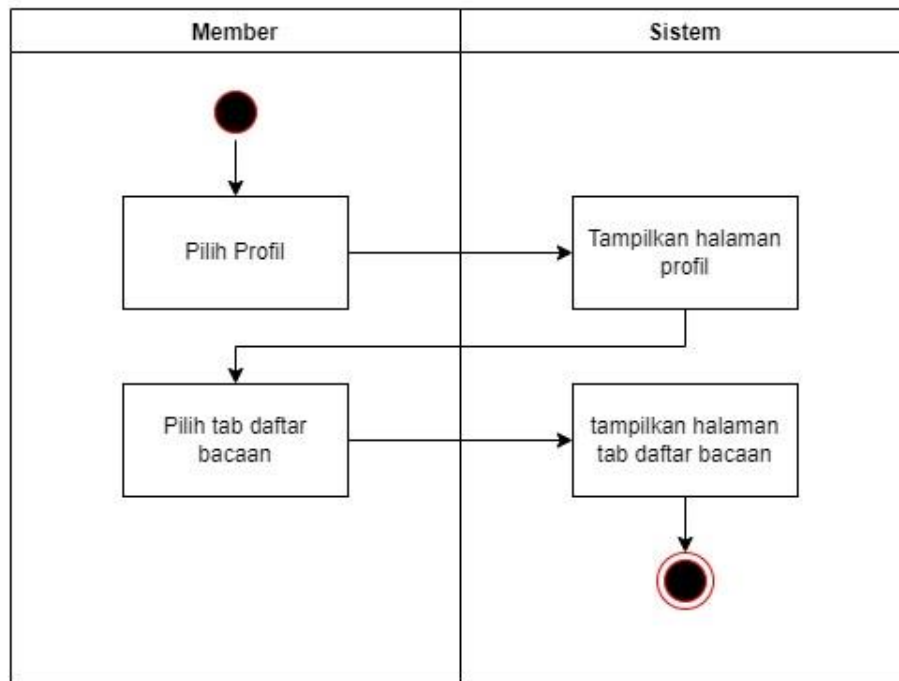 Member
Sistem
Pilih Profil
Tampilkan halaman
profil
Pilih tab daftar
bacaan
tampilkan halaman
tab daftar bacaan